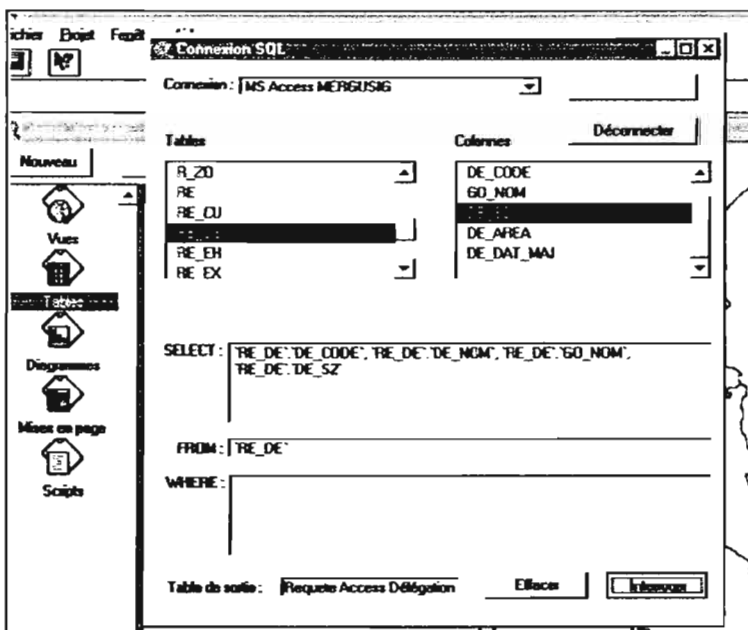 Projet
Connexion SQL
Connexion : MS Access MERGUSIG
Déconnecter
Tables
Colonnes
Nouveau
R_ZO
RE
RE_CU
RE_EH
RE_EX
DE_CODE
GO_NOM
DE_AREA
DE_DAT_MAJ
Vues
Tables
Diagrammes
Mises en page
Scripts
SELECT : `RE_DE`.`DE_CODE`, `RE_DE`.`DE_NOM`, `RE_DE`.`GO_NOM`,
`RE_DE`.`DE_SZ`
FROM : `RE_DE`
WHERE :
Table de sortie : Requete Access Délégation
Effacer
Interroger